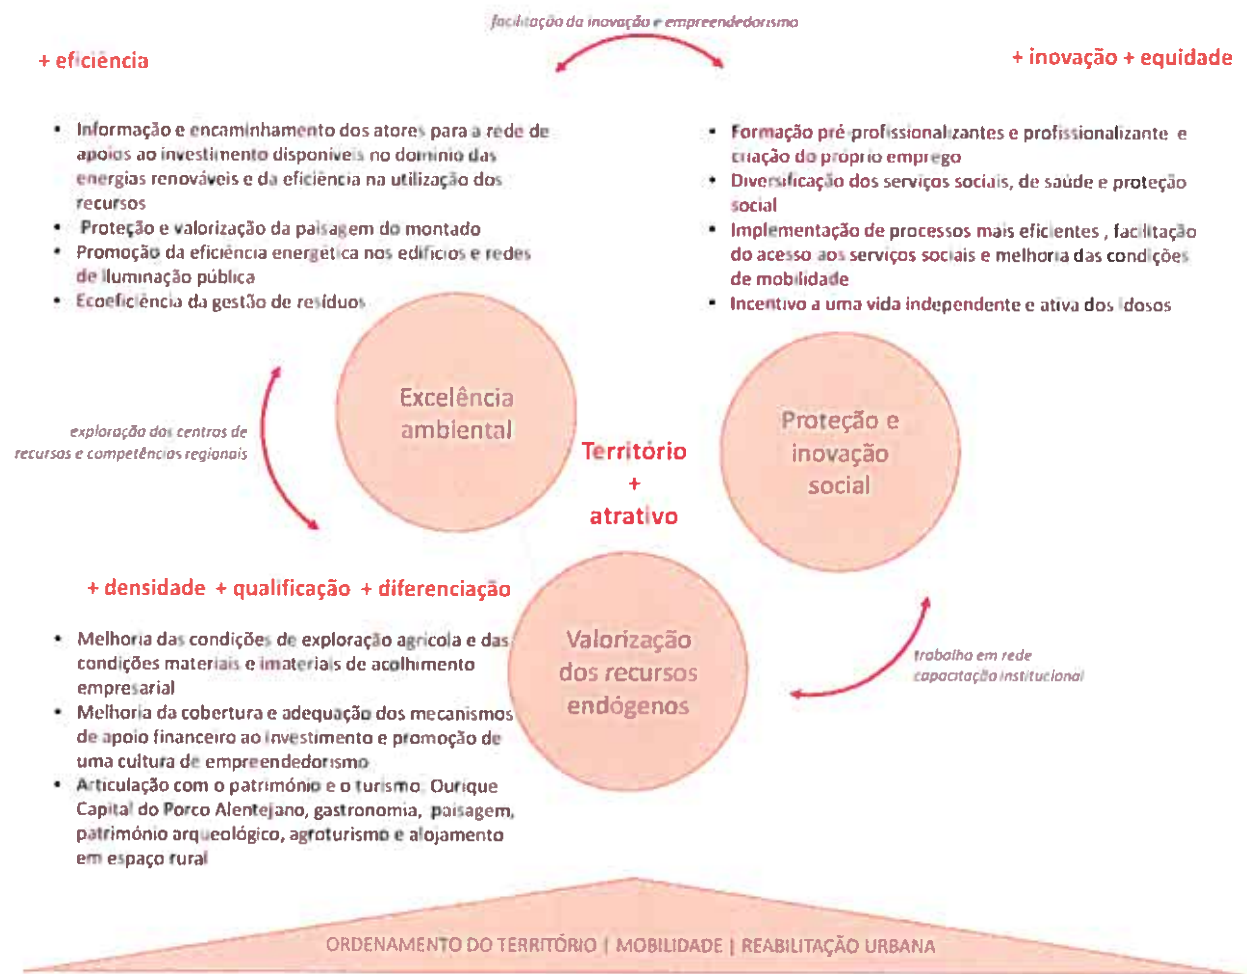 facilitação da inovação e empreendedorismo
+ eficiência
+ inovação + equidade
• Informação e encaminhamento dos atores para a rede de
apoios ao investimento disponíveis no domínio das
energias renováveis e da eficiência na utilização dos
recursos
• Proteção e valorização da paisagem do montado
• Promoção da eficiência energética nos edifícios e redes
de iluminação pública
• Ecoeficiência da gestão de resíduos
• Formação pré-profissionalizantes e profissionalizante e
criação do próprio emprego
• Diversificação dos serviços sociais, de saúde e proteção
social
• Implementação de processos mais eficientes , facilitação
do acesso aos serviços sociais e melhoria das condições
de mobilidade
• Incentivo a uma vida independente e ativa dos idosos
Excelência
ambiental
Proteção e
inovação
social
exploração dos centros de
recursos e competências regionais
Território
+
atrativo
+ densidade + qualificação + diferenciação
• Melhoria das condições de exploração agrícola e das
condições materiais e imateriais de acolhimento
empresarial
• Melhoria da cobertura e adequação dos mecanismos
de apoio financeiro ao investimento e promoção de
uma cultura de empreendedorismo
• Articulação com o património e o turismo: Ourique
Capital do Porco Alentejano, gastronomia, paisagem,
património arqueológico, agroturismo e alojamento
em espaço rural
Valorização
dos recursos
endógenos
trabalho em rede
capacitação institucional
ORDENAMENTO DO TERRITÓRIO | MOBILIDADE | REABILITAÇÃO URBANA